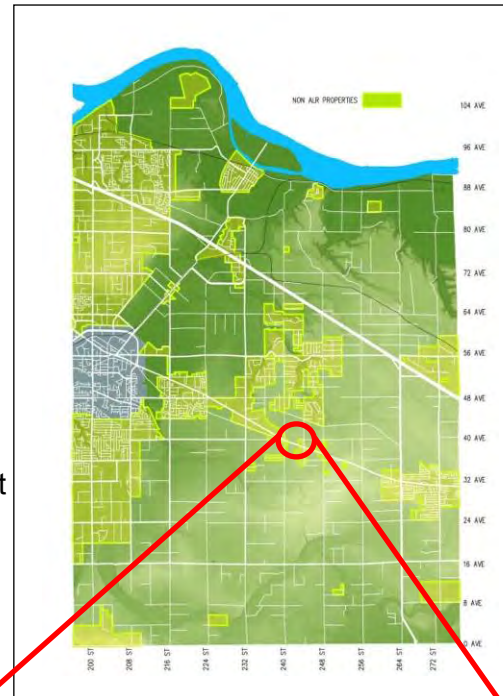 NON ALR PROPERTIES
104 AVE
96 AVE
88 AVE
80 AVE
72 AVE
64 AVE
56 AVE
48 AVE
40 AVE
t
32 AVE
24 AVE
16 AVE
8 AVE
0 AVE
200 ST
208 ST
216 ST
224 ST
232 ST
240 ST
248 ST
256 ST
264 ST
272 ST